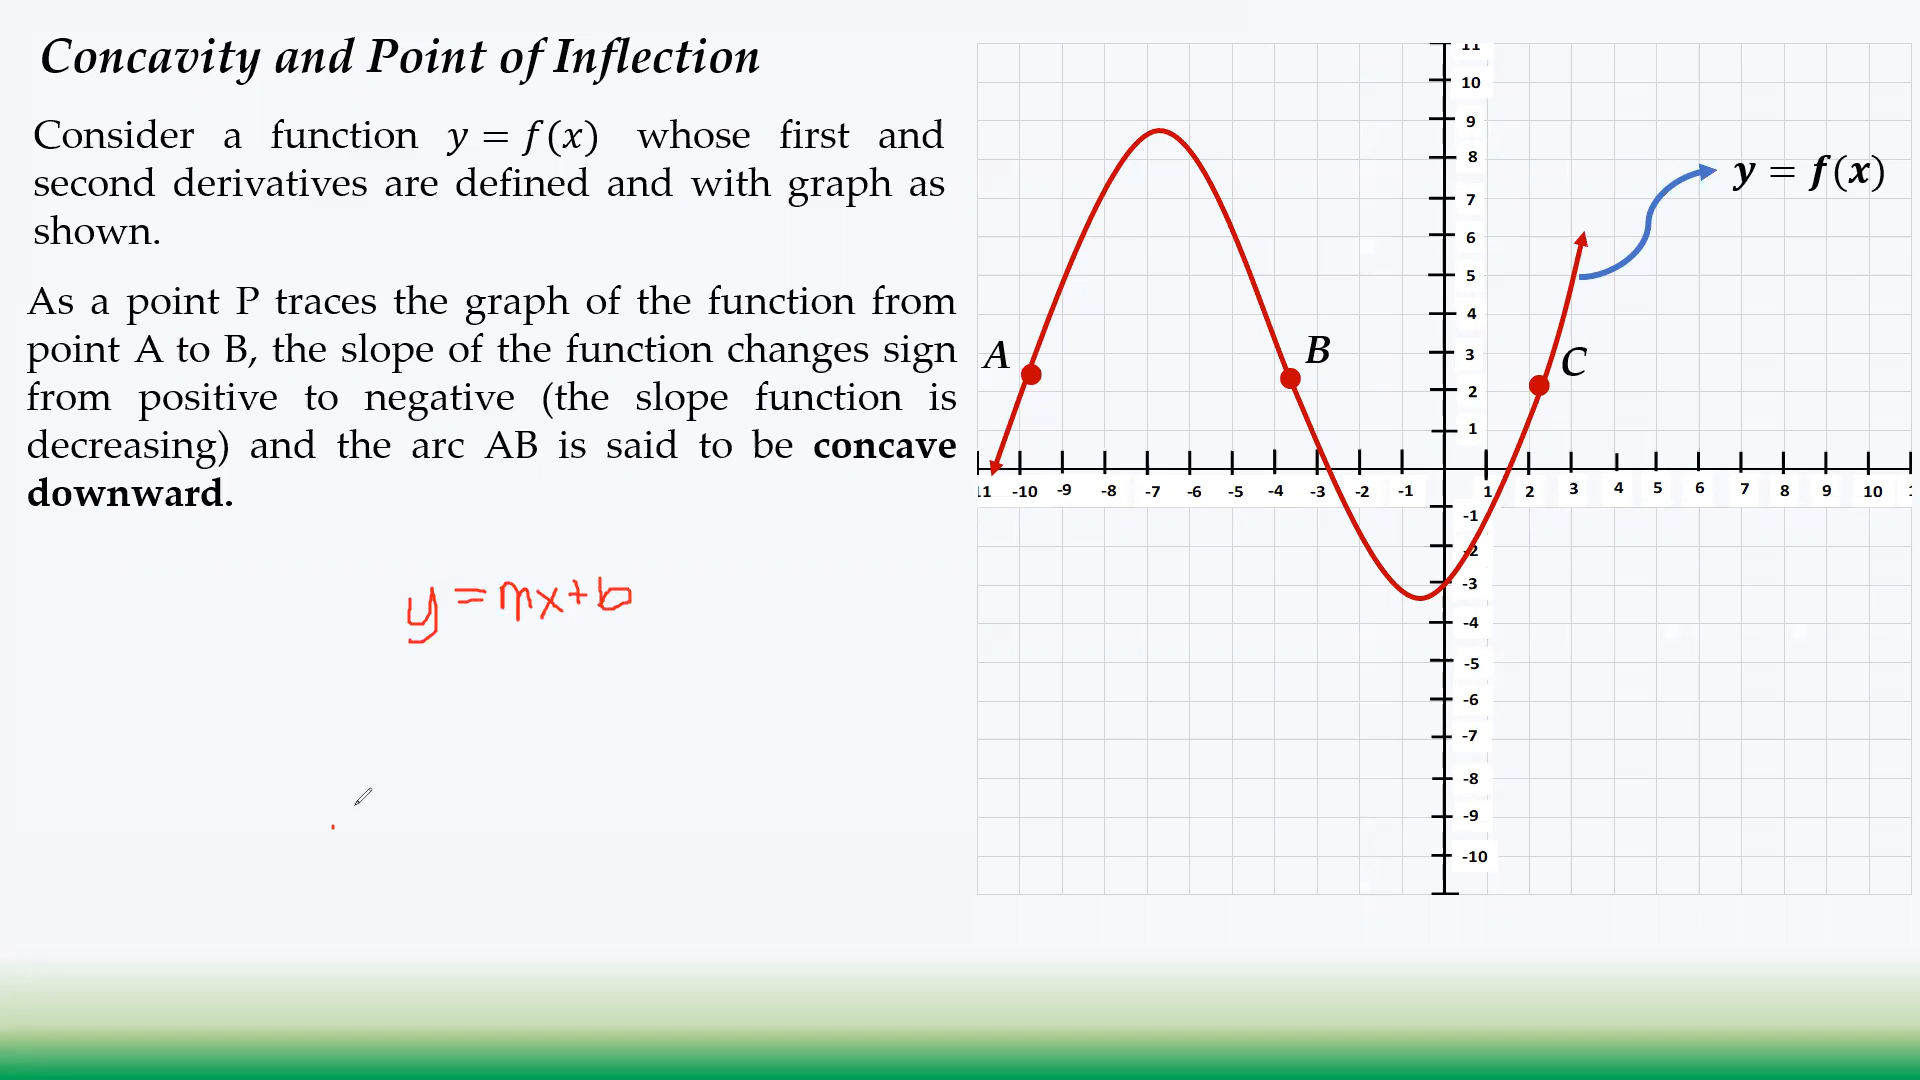 Concavity and Point of Inflection
Consider a function y = f(x) whose first and
second derivatives are defined and with graph as
shown.
As a point P traces the graph of the function from
point A to B, the slope of the function changes sign
from positive to negative (the slope function is
decreasing) and the arc AB is said to be concave
downward.
y = mx+b
11
10
9
8
7
6
5
4
3
2
1
-1
-2
-3
-4
-5
-6
-7
-8
-9
-10
-10 -9 -8 -7 -6 -5 -4 -3 -2 -1 1 2 3 4 5 6 7 8 9 10
A
B
C
y = f(x)